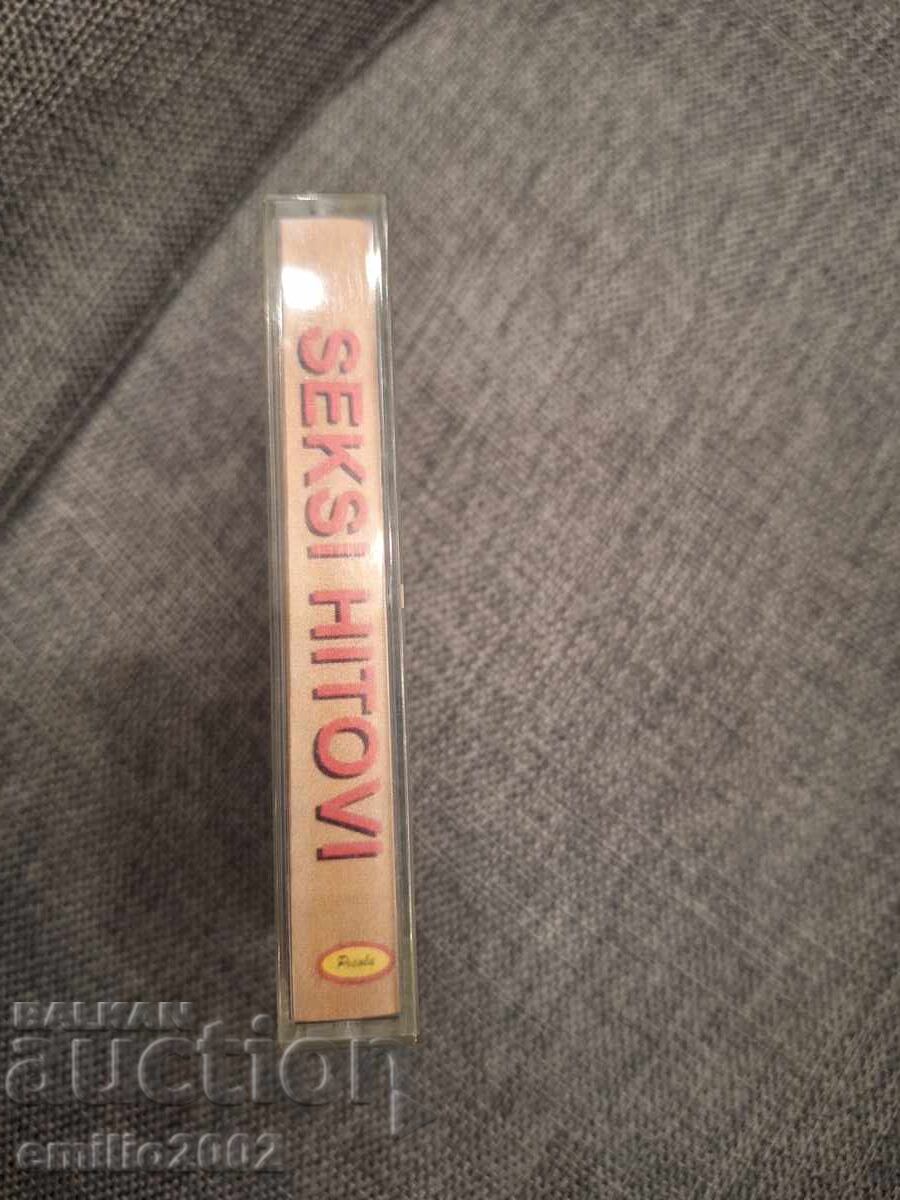 SEKSI HITOVI
BALKAN
auction
emilio2002